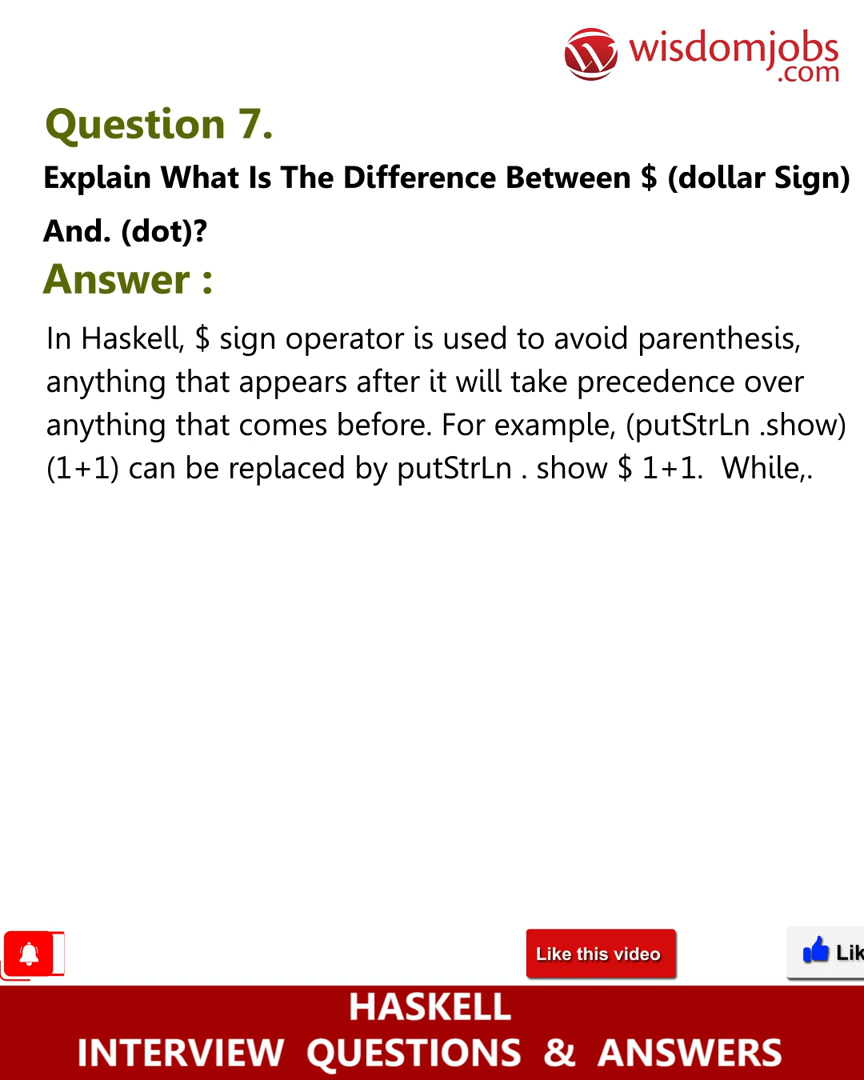 wisdomjobs
.com
Question 7.
Explain What Is The Difference Between $ (dollar Sign)
And. (dot)?
Answer :
In Haskell, $ sign operator is used to avoid parenthesis,
anything that appears after it will take precedence over
anything that comes before. For example, (putStrLn .show)
(1+1) can be replaced by putStrLn . show $ 1+1.  While,.
Like this video
Lik
HASKELL
INTERVIEW QUESTIONS & ANSWERS